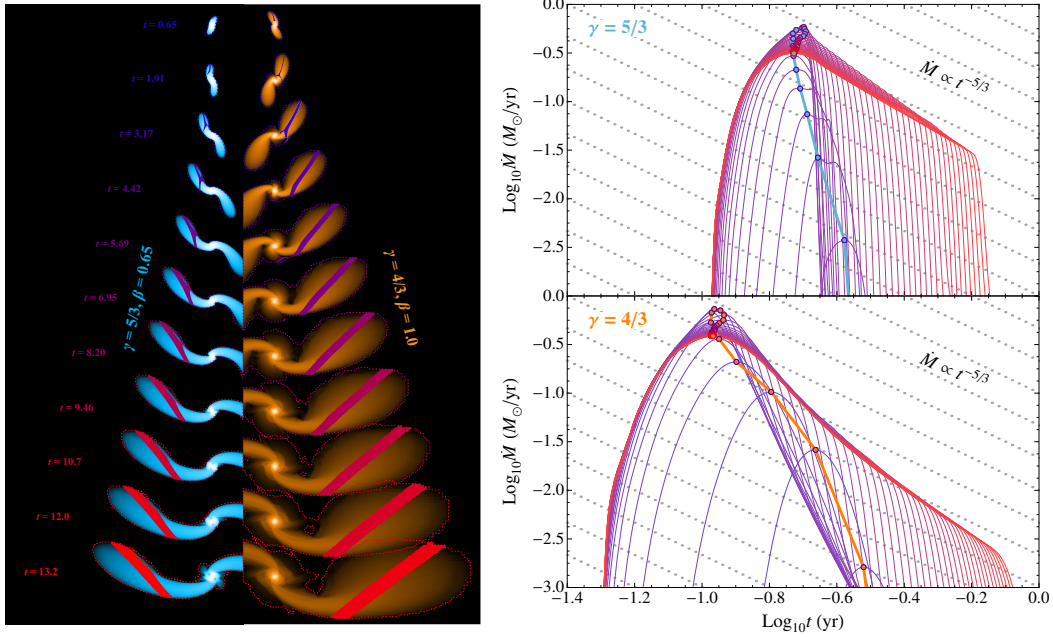 t = 0.65
t = 1.91
t = 3.17
t = 4.42
t = 5.69
t = 6.95
t = 8.20
t = 9.46
t = 10.7
t = 12.0
t = 13.2
γ = 5/3, β = 0.65
γ = 4/3, β = 1.0
γ = 5/3
Ṁ ∝ t⁻⁵ᐟ³
Log₁₀Ṁ (M⊙/yr)
0.0
−0.5
−1.0
−1.5
−2.0
−2.5
0.0
γ = 4/3
Ṁ ∝ t⁻⁵ᐟ³
Log₁₀Ṁ (M⊙/yr)
−0.5
−1.0
−1.5
−2.0
−2.5
−3.0
−1.4 −1.2 −1.0 −0.8 −0.6 −0.4 −0.2 0.0
Log₁₀t (yr)